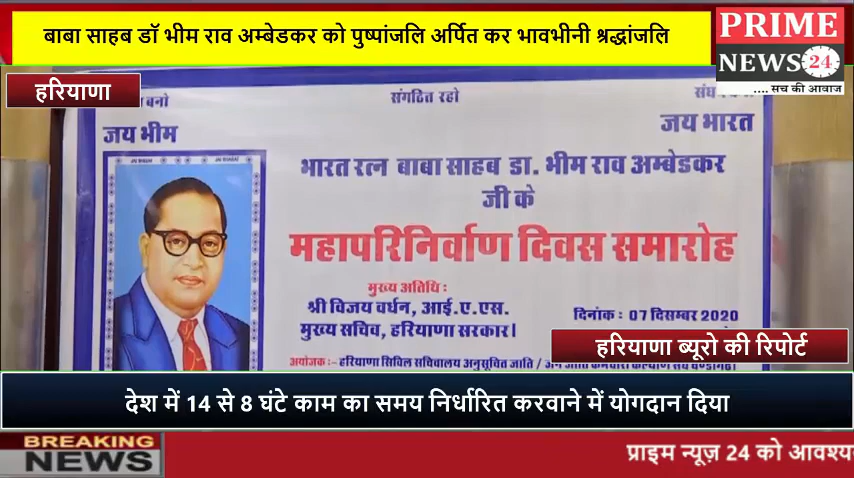 बाबा साहब डॉ भीम राव अम्बेडकर को पुष्पांजलि अर्पित कर भावभीनी श्रद्धांजलि
PRIME
NEWS 24
.... सच की आवाज
हरियाणा
बनो
संगठित रहो
जय भीम
जय भारत
भारत रत्न बाबा साहब डा. भीम राव अम्बेडकर
जी के
महापरिनिर्वाण दिवस समारोह
मुख्य अतिथि :
श्री विजय वर्धन, आई.ए.एस.
मुख्य सचिव, हरियाणा सरकार।
दिनांक : 07 दिसम्बर 2020
हरियाणा ब्यूरो की रिपोर्ट
अयोजक :- हरियाणा सिविल सचिवालय अनुसूचित जाति /
देश में 14 से 8 घंटे काम का समय निर्धारित करवाने में योगदान दिया
BREAKING
NEWS
प्राइम न्यूज़ 24 को आवश्य